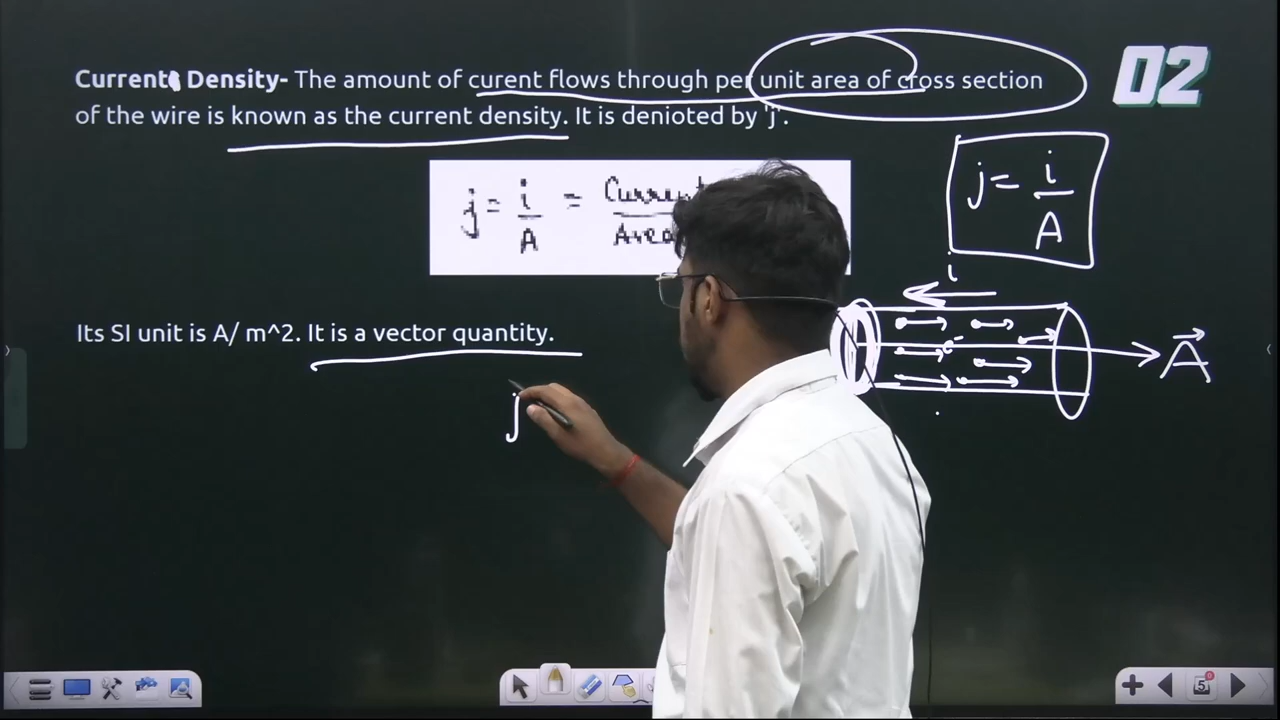 Current Density- The amount of curent flows through per unit area of cross section
of the wire is known as the current density. It is denioted by 'j'.
02
j = i/A
j = i/A = Current
Area
i
e-
A
Its SI unit is A/ m^2. It is a vector quantity.
j
5